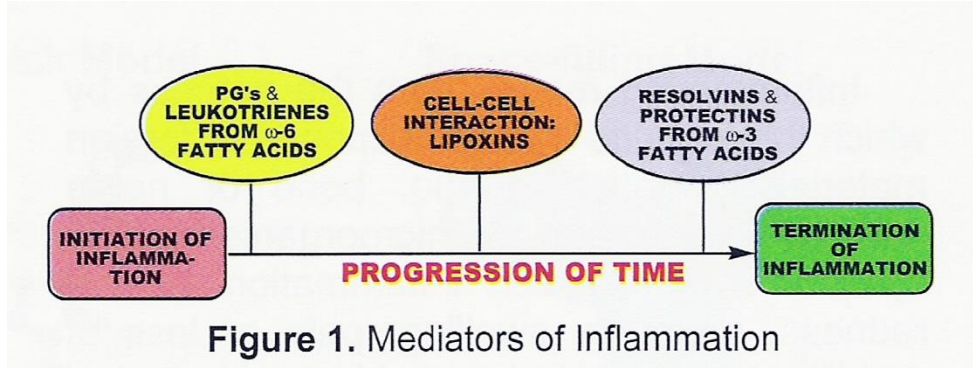 PG's &
LEUKOTRIENES
FROM ω-6
FATTY ACIDS
CELL-CELL
INTERACTION:
LIPOXINS
RESOLVINS &
PROTECTINS
FROM ω-3
FATTY ACIDS
INITIATION OF
INFLAMMA-
TION
PROGRESSION OF TIME
TERMINATION
OF
INFLAMMATION
Figure 1. Mediators of Inflammation